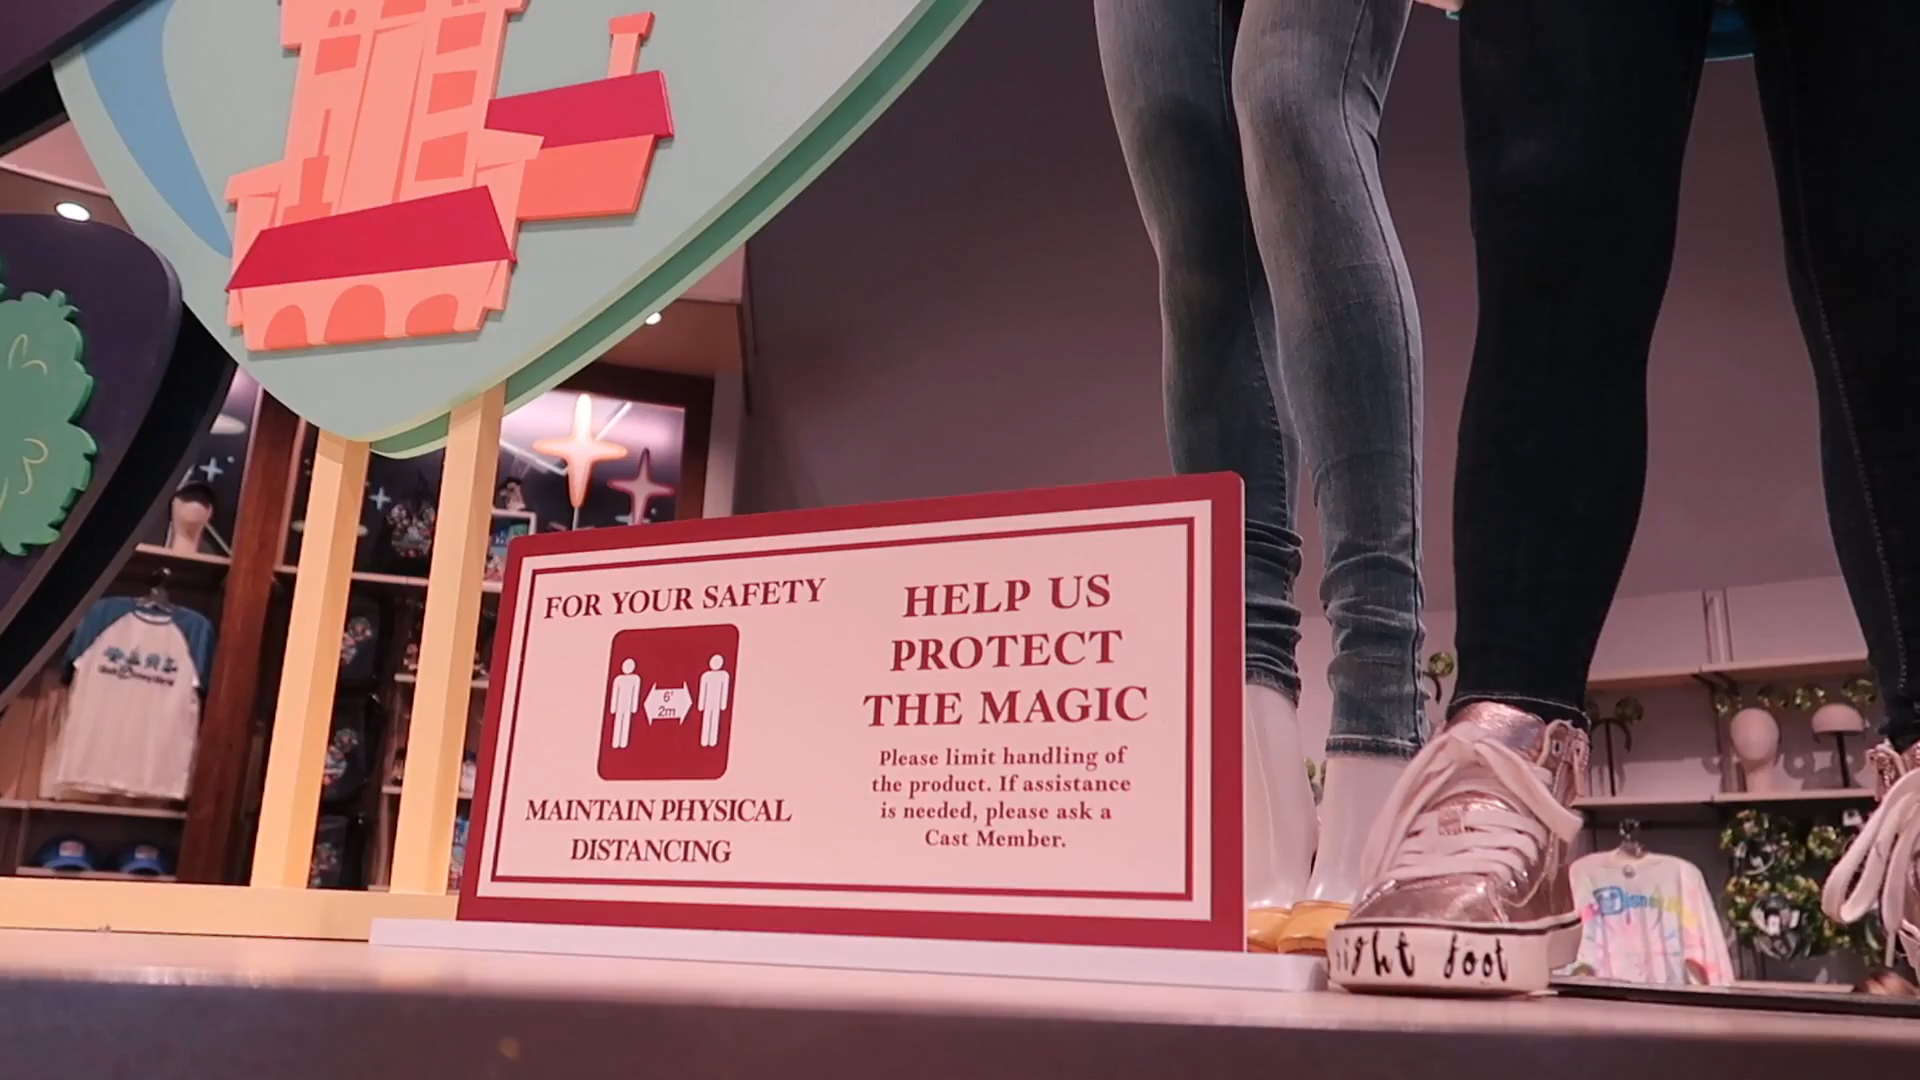 FOR YOUR SAFETY
6'
2m
MAINTAIN PHYSICAL
DISTANCING
HELP US
PROTECT
THE MAGIC
Please limit handling of
the product. If assistance
is needed, please ask a
Cast Member.
foot